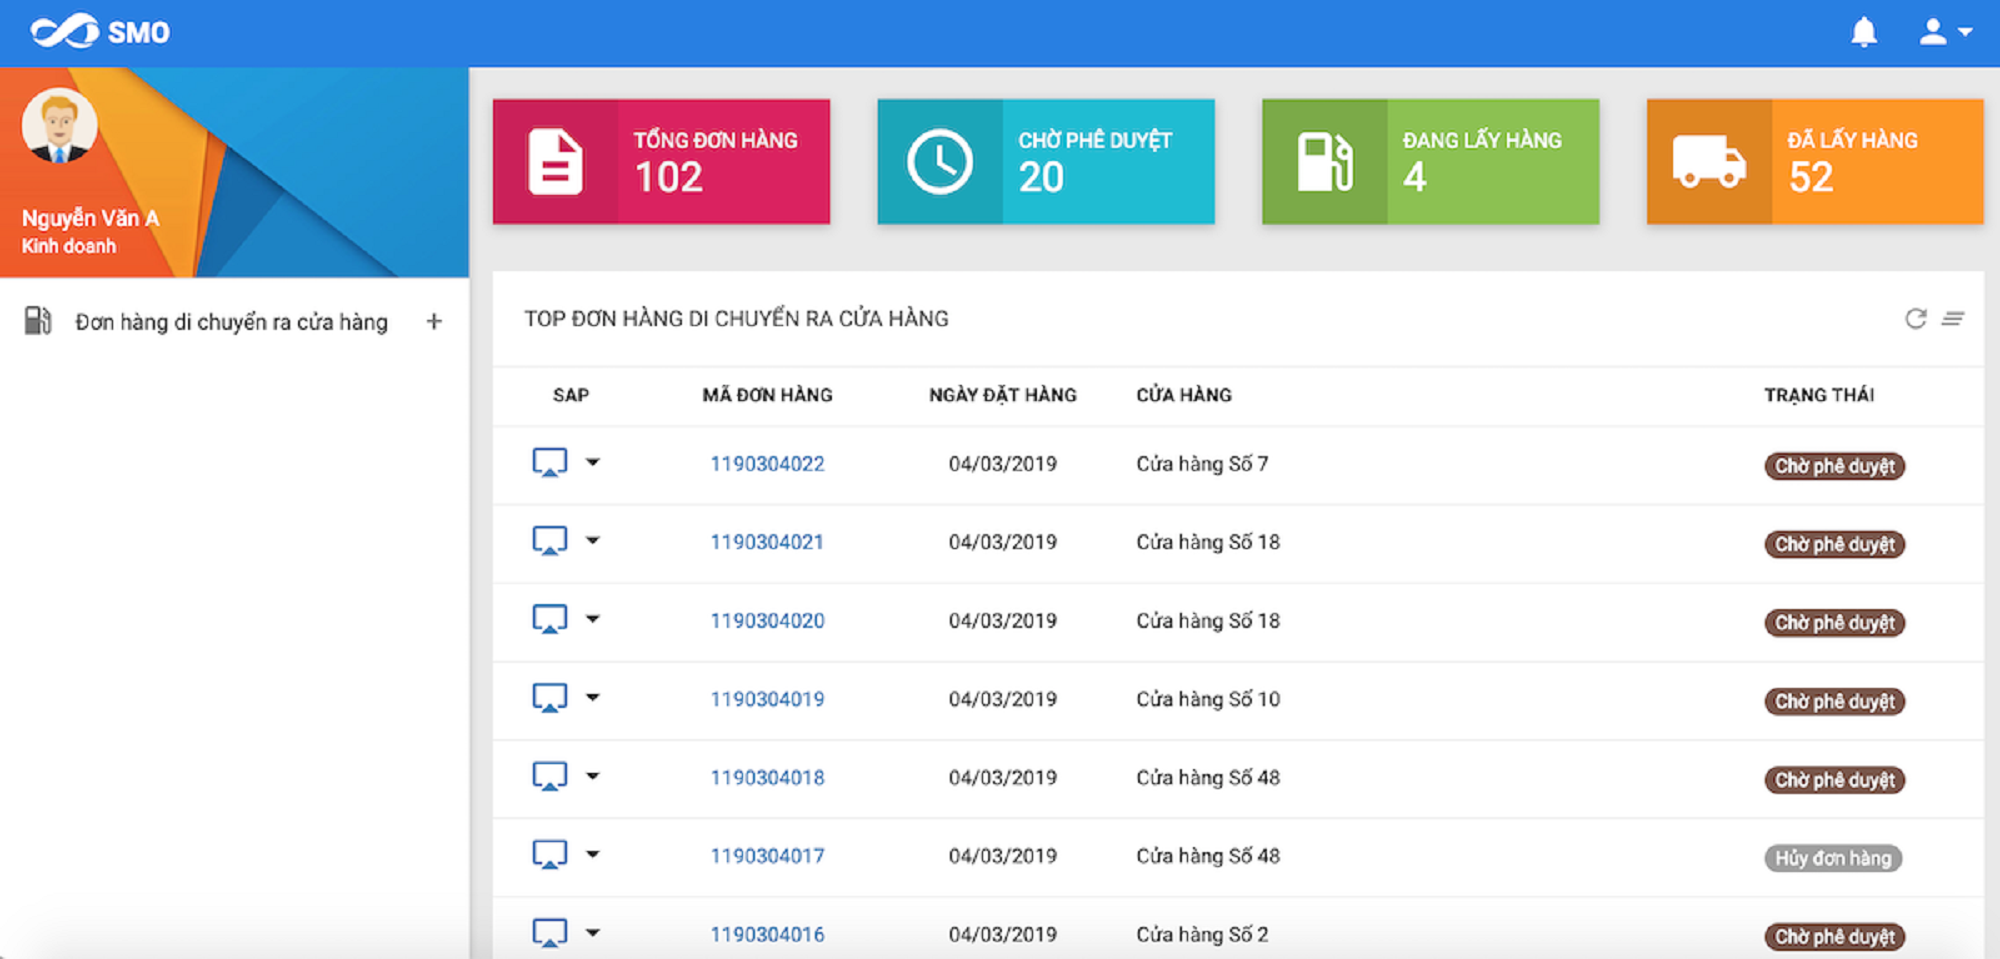 SMO
Nguyễn Văn A
Kinh doanh
Đơn hàng di chuyển ra cửa hàng +
TỔNG ĐƠN HÀNG
102
CHỜ PHÊ DUYỆT
20
ĐANG LẤY HÀNG
4
ĐÃ LẤY HÀNG
52
TOP ĐƠN HÀNG DI CHUYỂN RA CỬA HÀNG
SAP MÃ ĐƠN HÀNG NGÀY ĐẶT HÀNG CỬA HÀNG TRẠNG THÁI
1190304022 04/03/2019 Cửa hàng Số 7 Chờ phê duyệt
1190304021 04/03/2019 Cửa hàng Số 18 Chờ phê duyệt
1190304020 04/03/2019 Cửa hàng Số 18 Chờ phê duyệt
1190304019 04/03/2019 Cửa hàng Số 10 Chờ phê duyệt
1190304018 04/03/2019 Cửa hàng Số 48 Chờ phê duyệt
1190304017 04/03/2019 Cửa hàng Số 48 Hủy đơn hàng
1190304016 04/03/2019 Cửa hàng Số 2 Chờ phê duyệt